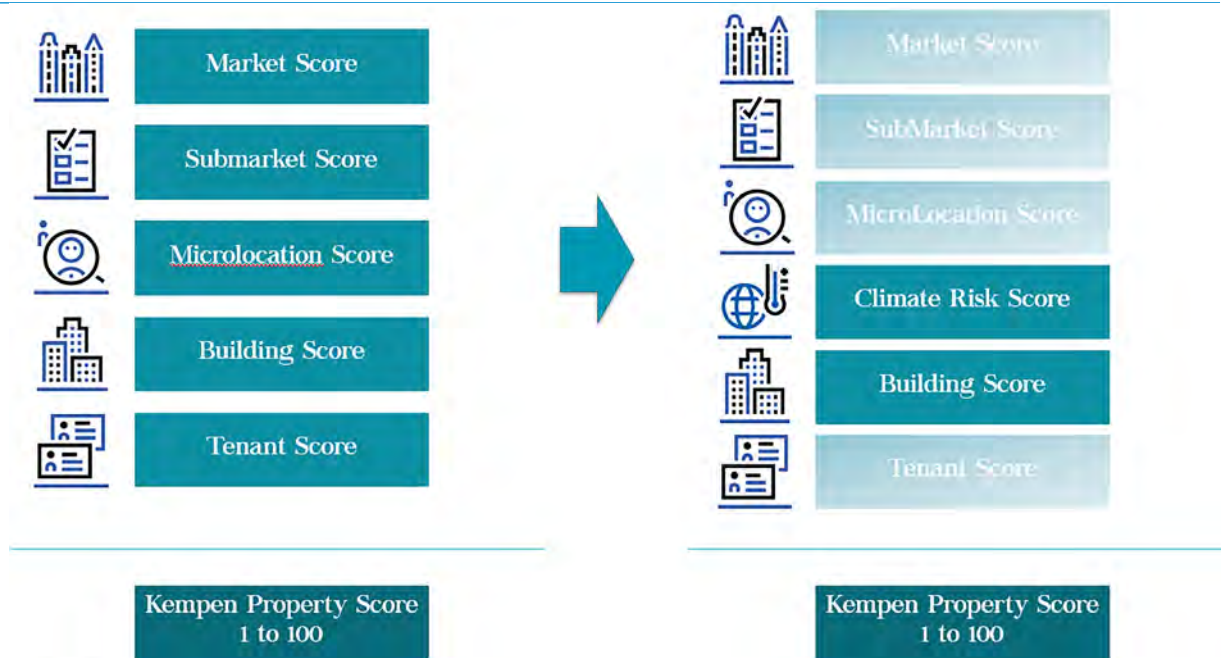 Market Score
Submarket Score
Microlocation Score
Building Score
Tenant Score
Kempen Property Score
1 to 100
Market Score
SubMarket Score
MicroLocation Score
Climate Risk Score
Building Score
Tenant Score
Kempen Property Score
1 to 100